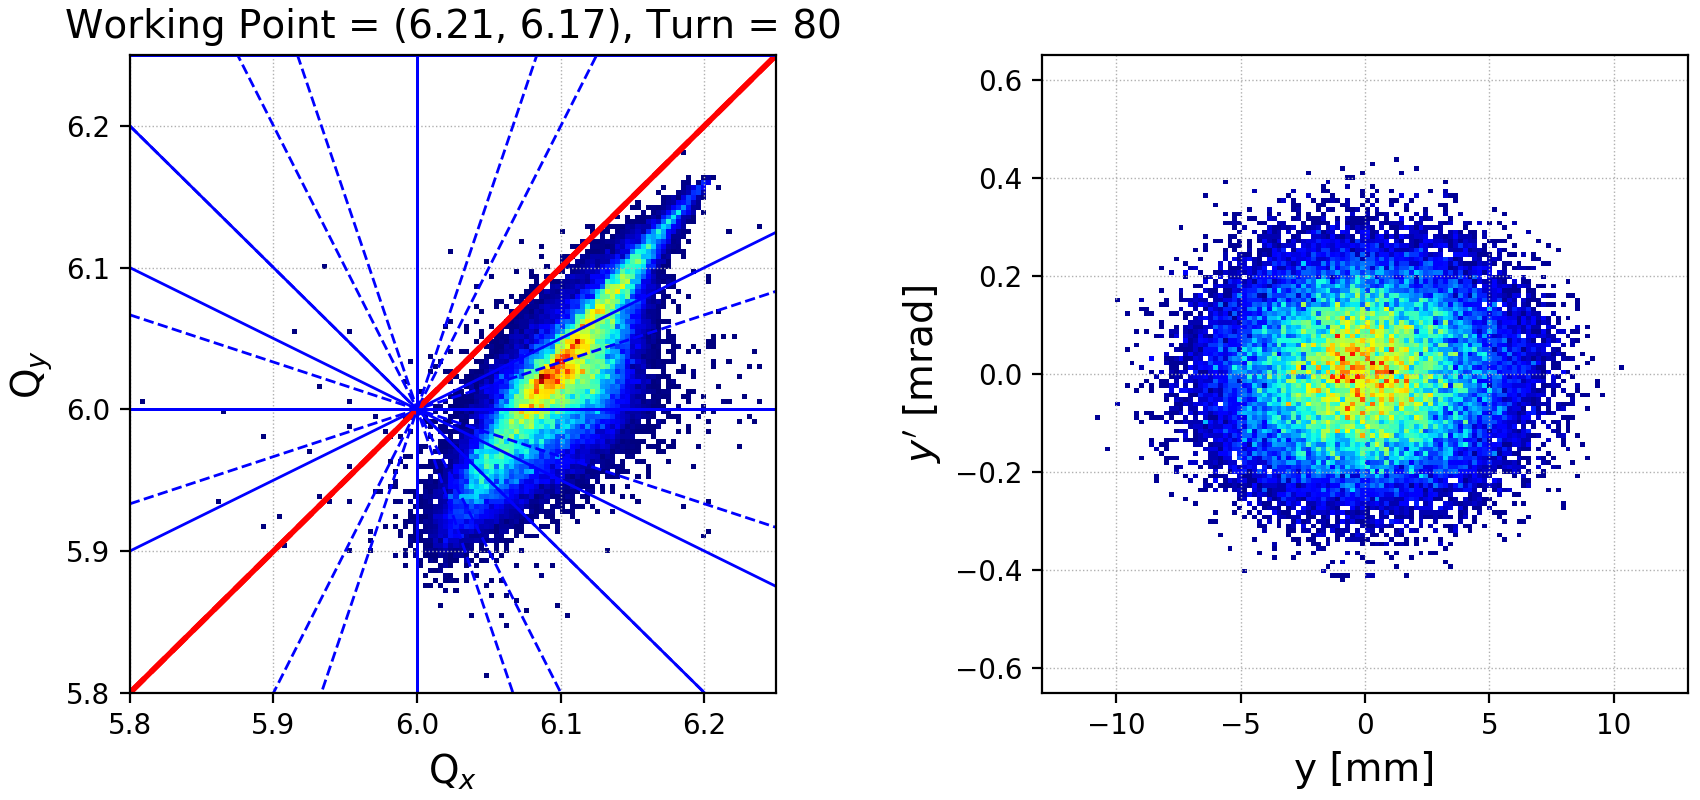 Working Point = (6.21, 6.17), Turn = 80
6.2
6.1
6.0
5.9
5.8
Q_y
5.8 5.9 6.0 6.1 6.2
Q_x
0.6
0.4
0.2
0.0
−0.2
−0.4
−0.6
y′ [mrad]
−10 −5 0 5 10
y [mm]